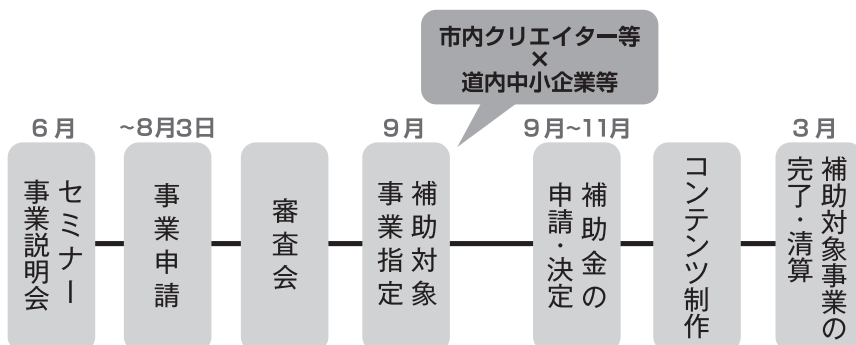 市内クリエイター等
×
道内中小企業等
6月
セミナー
事業説明会
~8月3日
事業申請
審査会
9月
補助対象
事業指定
9月~11月
補助金の
申請・決定
コンテンツ制作
3月
補助対象事業の
完了・清算